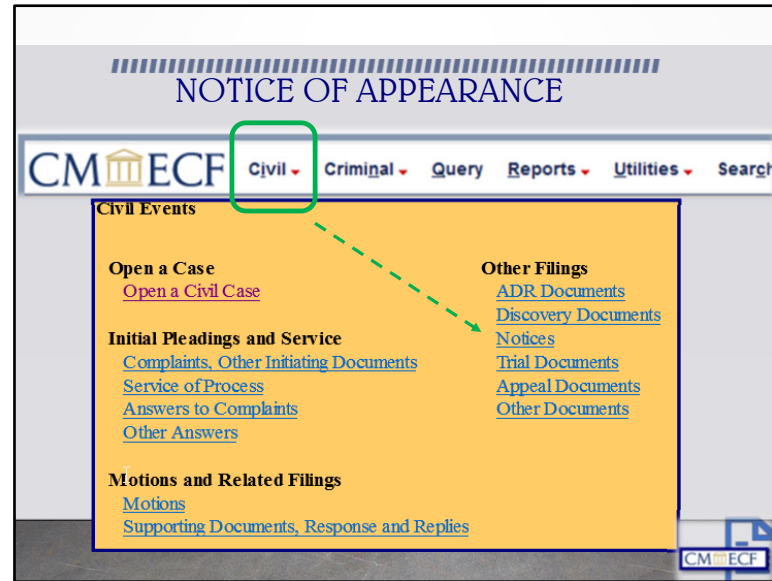 NOTICE OF APPEARANCE
CM ECF Civil Criminal Query Reports Utilities Search
Civil Events
Open a Case
Open a Civil Case
Initial Pleadings and Service
Complaints, Other Initiating Documents
Service of Process
Answers to Complaints
Other Answers
Motions and Related Filings
Motions
Supporting Documents, Response and Replies
Other Filings
ADR Documents
Discovery Documents
Notices
Trial Documents
Appeal Documents
Other Documents
CM ECF